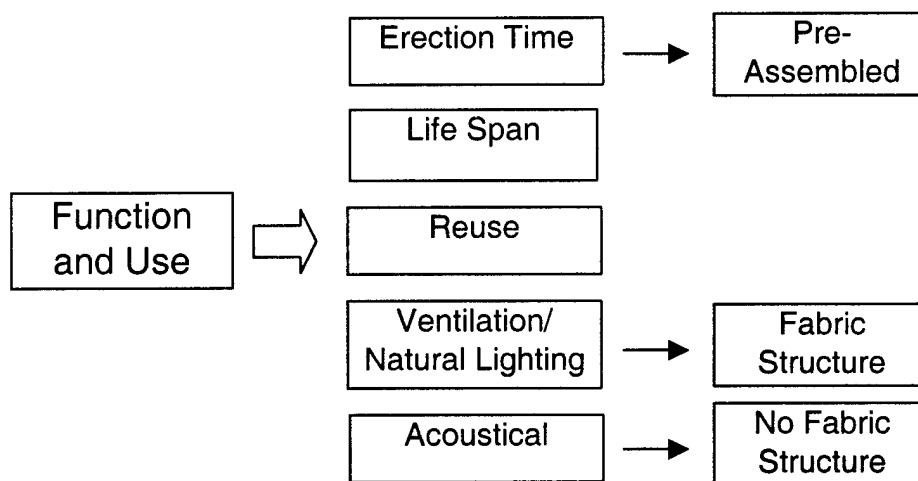 Erection Time
Pre-
Assembled
Life Span
Function
and Use
Reuse
Ventilation/
Natural Lighting
Fabric
Structure
Acoustical
No Fabric
Structure